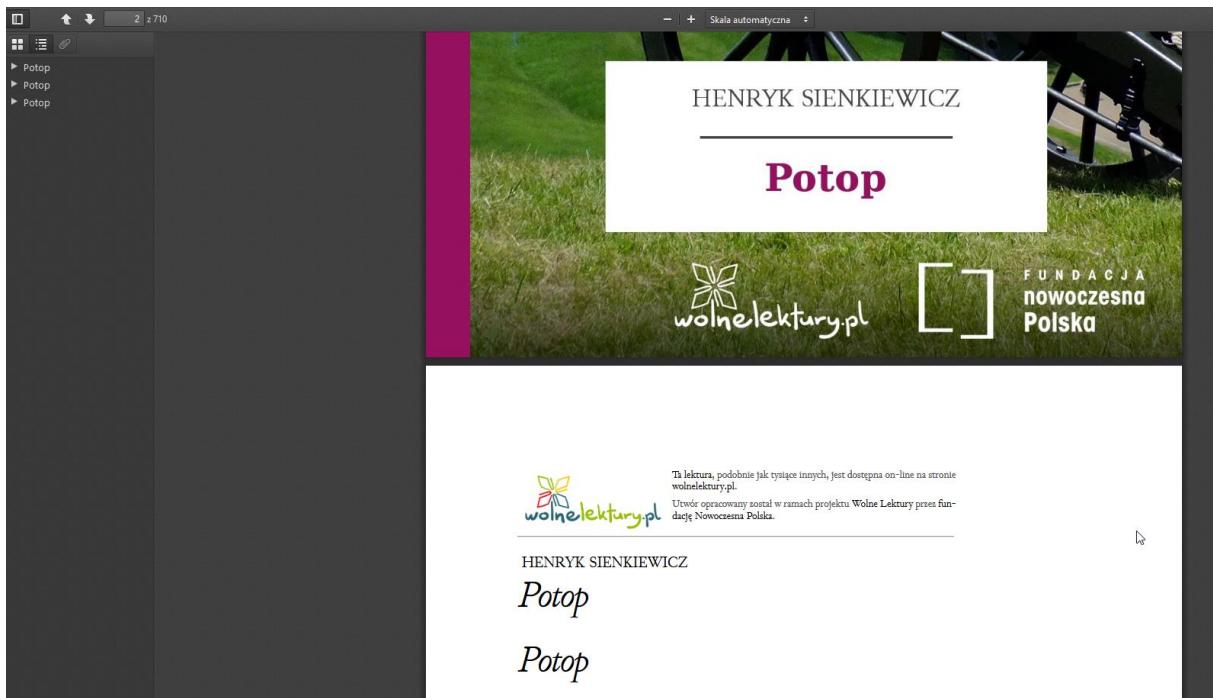 2 z 710
Skala automatyczna
Potop
Potop
Potop
HENRYK SIENKIEWICZ
Potop
wolnelektury.pl
FUNDACJA
nowoczesna
Polska
wolnelektury.pl
Ta lektura, podobnie jak tysiące innych, jest dostępna on-line na stronie
wolnelektury.pl.
Utwór opracowany został w ramach projektu Wolne Lektury przez fun-
dację Nowoczesna Polska.
HENRYK SIENKIEWICZ
Potop
Potop